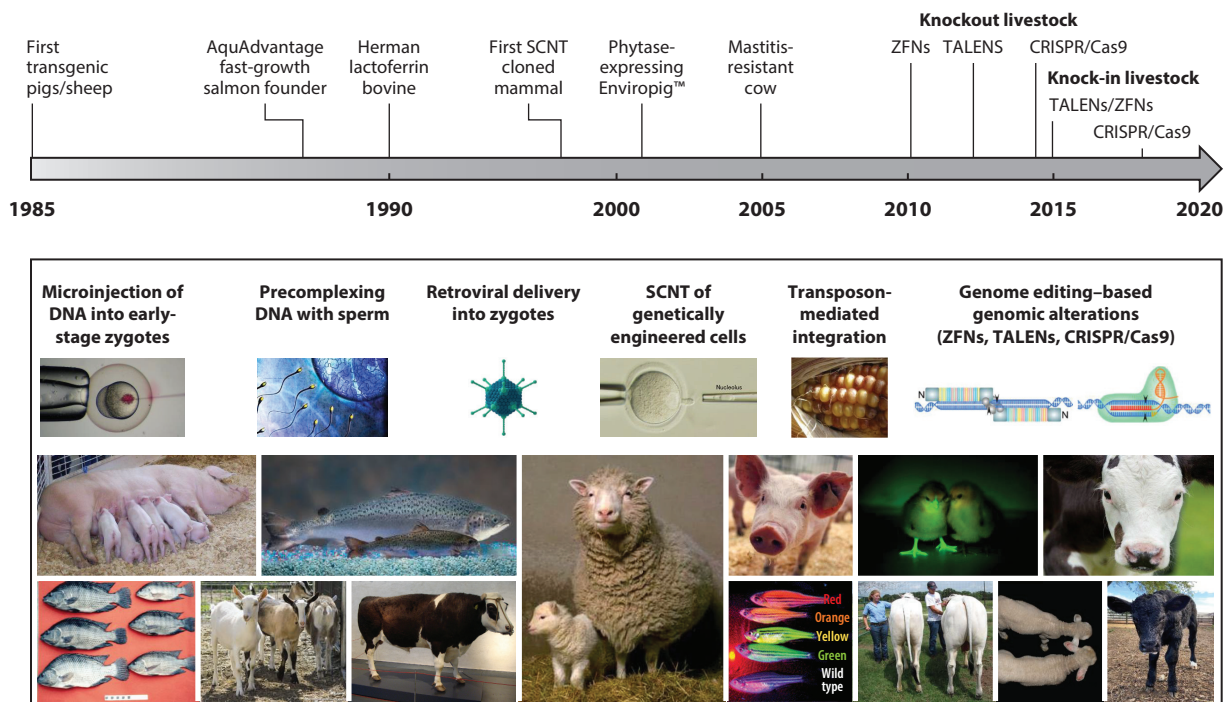 Knockout livestock
First
transgenic
pigs/sheep
AquAdvantage
fast-growth
salmon founder
Herman
lactoferrin
bovine
First SCNT
cloned
mammal
Phytase-
expressing
Enviropig™
Mastitis-
resistant
cow
ZFNs
TALENS
CRISPR/Cas9
Knock-in livestock
TALENs/ZFNs
CRISPR/Cas9
1985
1990
2000
2005
2010
2015
2020
Microinjection of
DNA into early-
stage zygotes
Precomplexing
DNA with sperm
Retroviral delivery
into zygotes
SCNT of
genetically
engineered cells
Transposon-
mediated
integration
Genome editing–based
genomic alterations
(ZFNs, TALENs, CRISPR/Cas9)
Nucleolus
N
N
Red
Orange
Yellow
Green
Wild
type